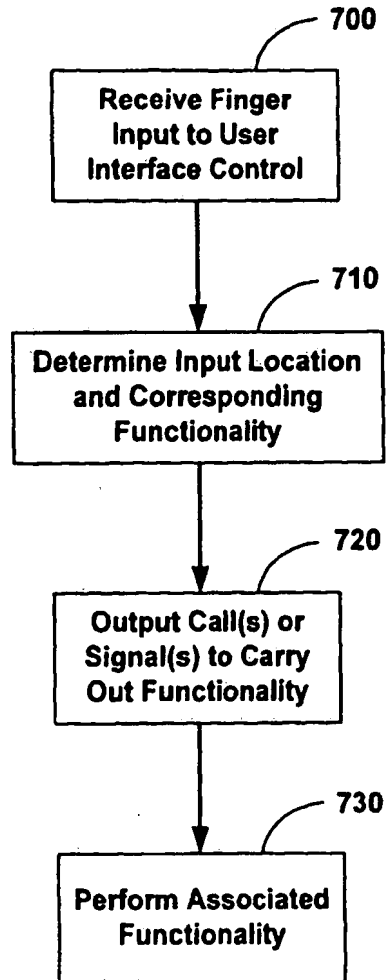 700
Receive Finger
Input to User
Interface Control
710
Determine Input Location
and Corresponding
Functionality
720
Output Call(s) or
Signal(s) to Carry
Out Functionality
730
Perform Associated
Functionality